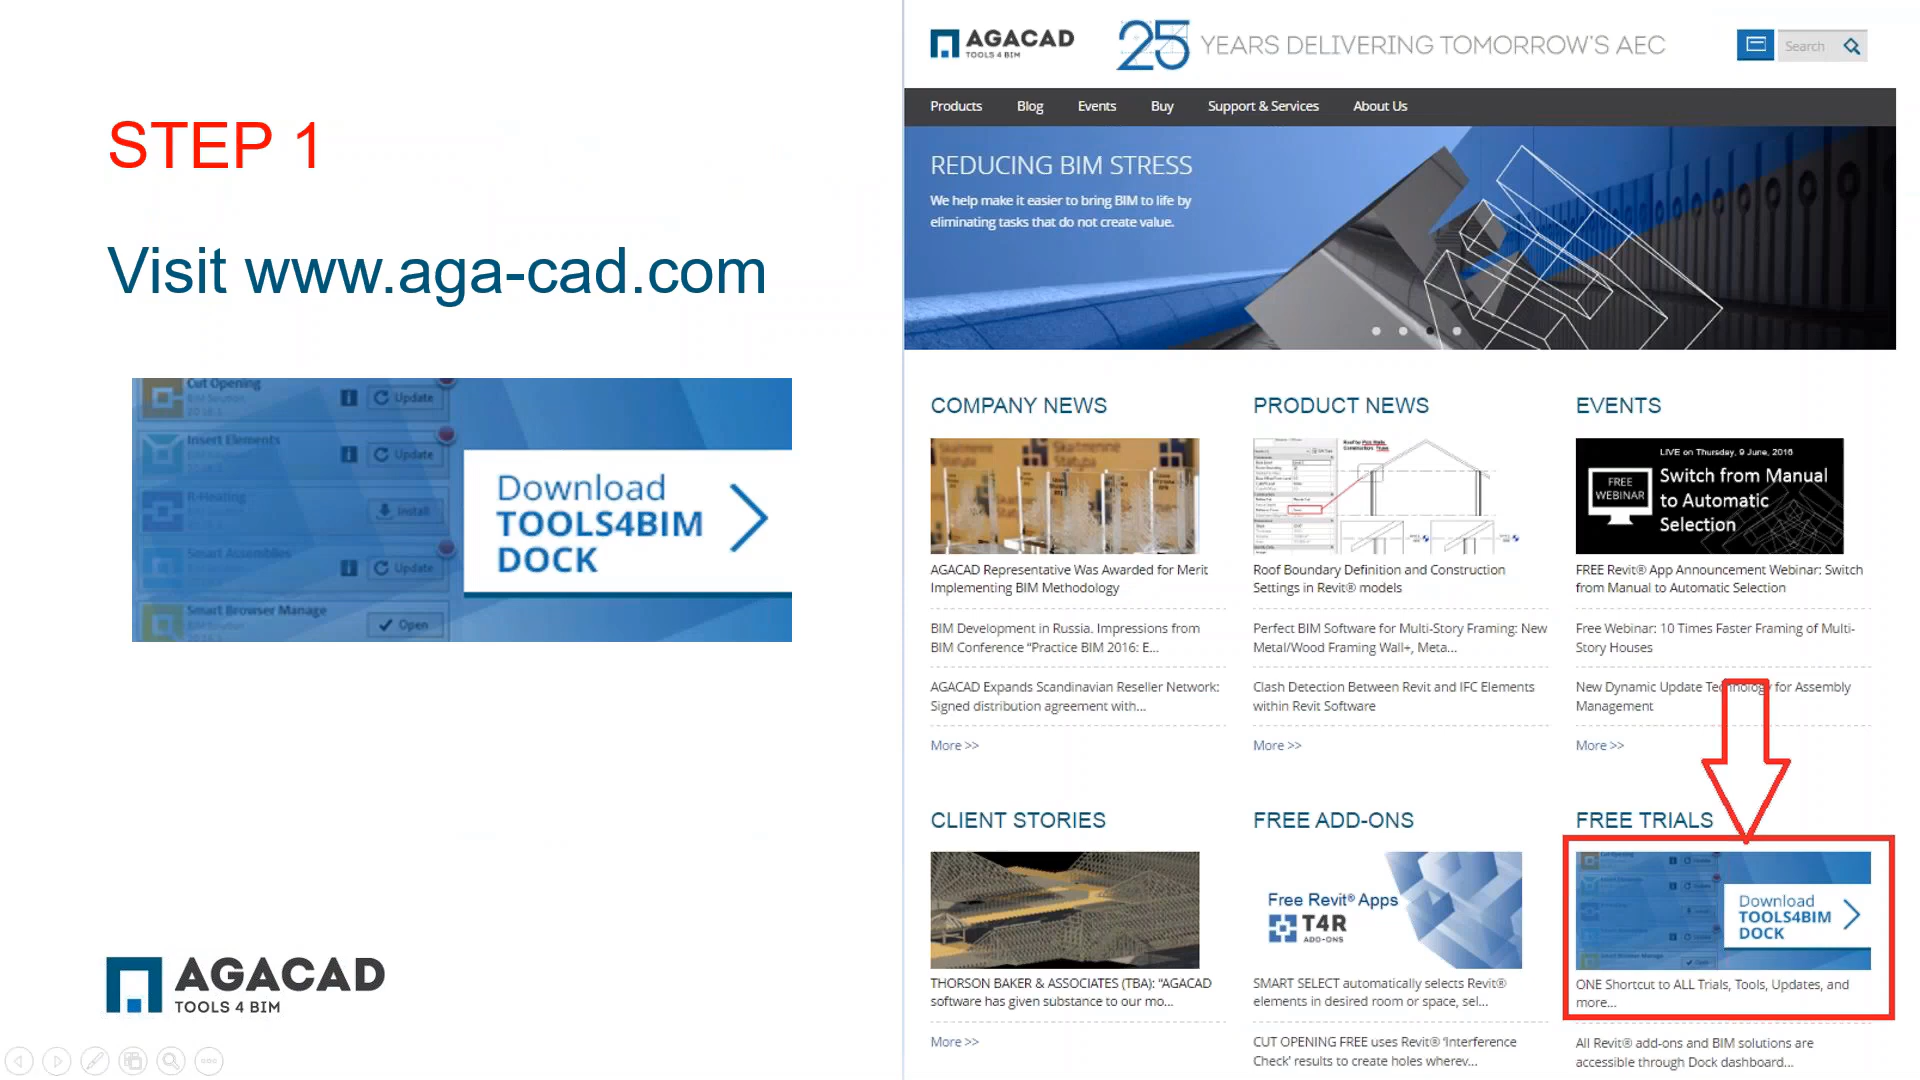 STEP 1
Visit www.aga-cad.com
Cut Opening
BIM Solution
Update
Insert Elements
Update
R-Heating
Install
Smart Assemblies
Update
Smart Browser Manage
BIM Solution
Open
Download
TOOLS4BIM
DOCK
AGACAD
TOOLS 4 BIM
AGACAD
TOOLS 4 BIM
25 YEARS DELIVERING TOMORROW'S AEC
Search
Products Blog Events Buy Support & Services About Us
REDUCING BIM STRESS
We help make it easier to bring BIM to life by
eliminating tasks that do not create value.
COMPANY NEWS
AGACAD Representative Was Awarded for Merit
Implementing BIM Methodology
BIM Development in Russia. Impressions from
BIM Conference “Practice BIM 2016: E...
AGACAD Expands Scandinavian Reseller Network:
Signed distribution agreement with...
More >>
PRODUCT NEWS
Roof Boundary Definition and Construction
Settings in Revit® models
Perfect BIM Software for Multi-Story Framing: New
Metal/Wood Framing Wall+, Meta...
Clash Detection Between Revit and IFC Elements
within Revit Software
More >>
EVENTS
LIVE on Thursday, 9 June, 2016
FREE
WEBINAR
Switch from Manual
to Automatic
Selection
FREE Revit® App Announcement Webinar: Switch
from Manual to Automatic Selection
Free Webinar: 10 Times Faster Framing of Multi-
Story Houses
New Dynamic Update Technology for Assembly
Management
More >>
CLIENT STORIES
THORSON BAKER & ASSOCIATES (TBA): “AGACAD
software has given substance to our mo...
More >>
FREE ADD-ONS
Free Revit® Apps
T4R
ADD-ONS
SMART SELECT automatically selects Revit®
elements in desired room or space, sel...
CUT OPENING FREE uses Revit® ‘Interference
Check’ results to create holes wherev...
FREE TRIALS
Download
TOOLS4BIM
DOCK
ONE Shortcut to ALL Trials, Tools, Updates, and
more...
All Revit® add-ons and BIM solutions are
accessible through Dock dashboard...